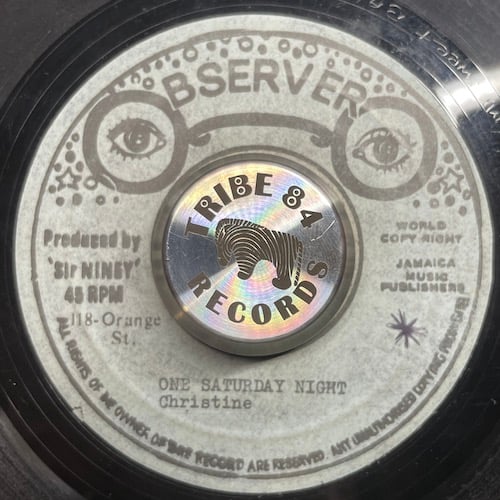 OBSERVER
TRIBE 84
RECORDS
Produced by
'Sir NINEY'
45 RPM
118-Orange
St.
WORLD
COPY RIGHT
JAMAICA
MUSIC
PUBLISHERS
ONE SATURDAY NIGHT
Christine
ALL RIGHTS OF THE OWNER OF THIS RECORD ARE RESERVED. ANY UNAUTHORISED COPYING